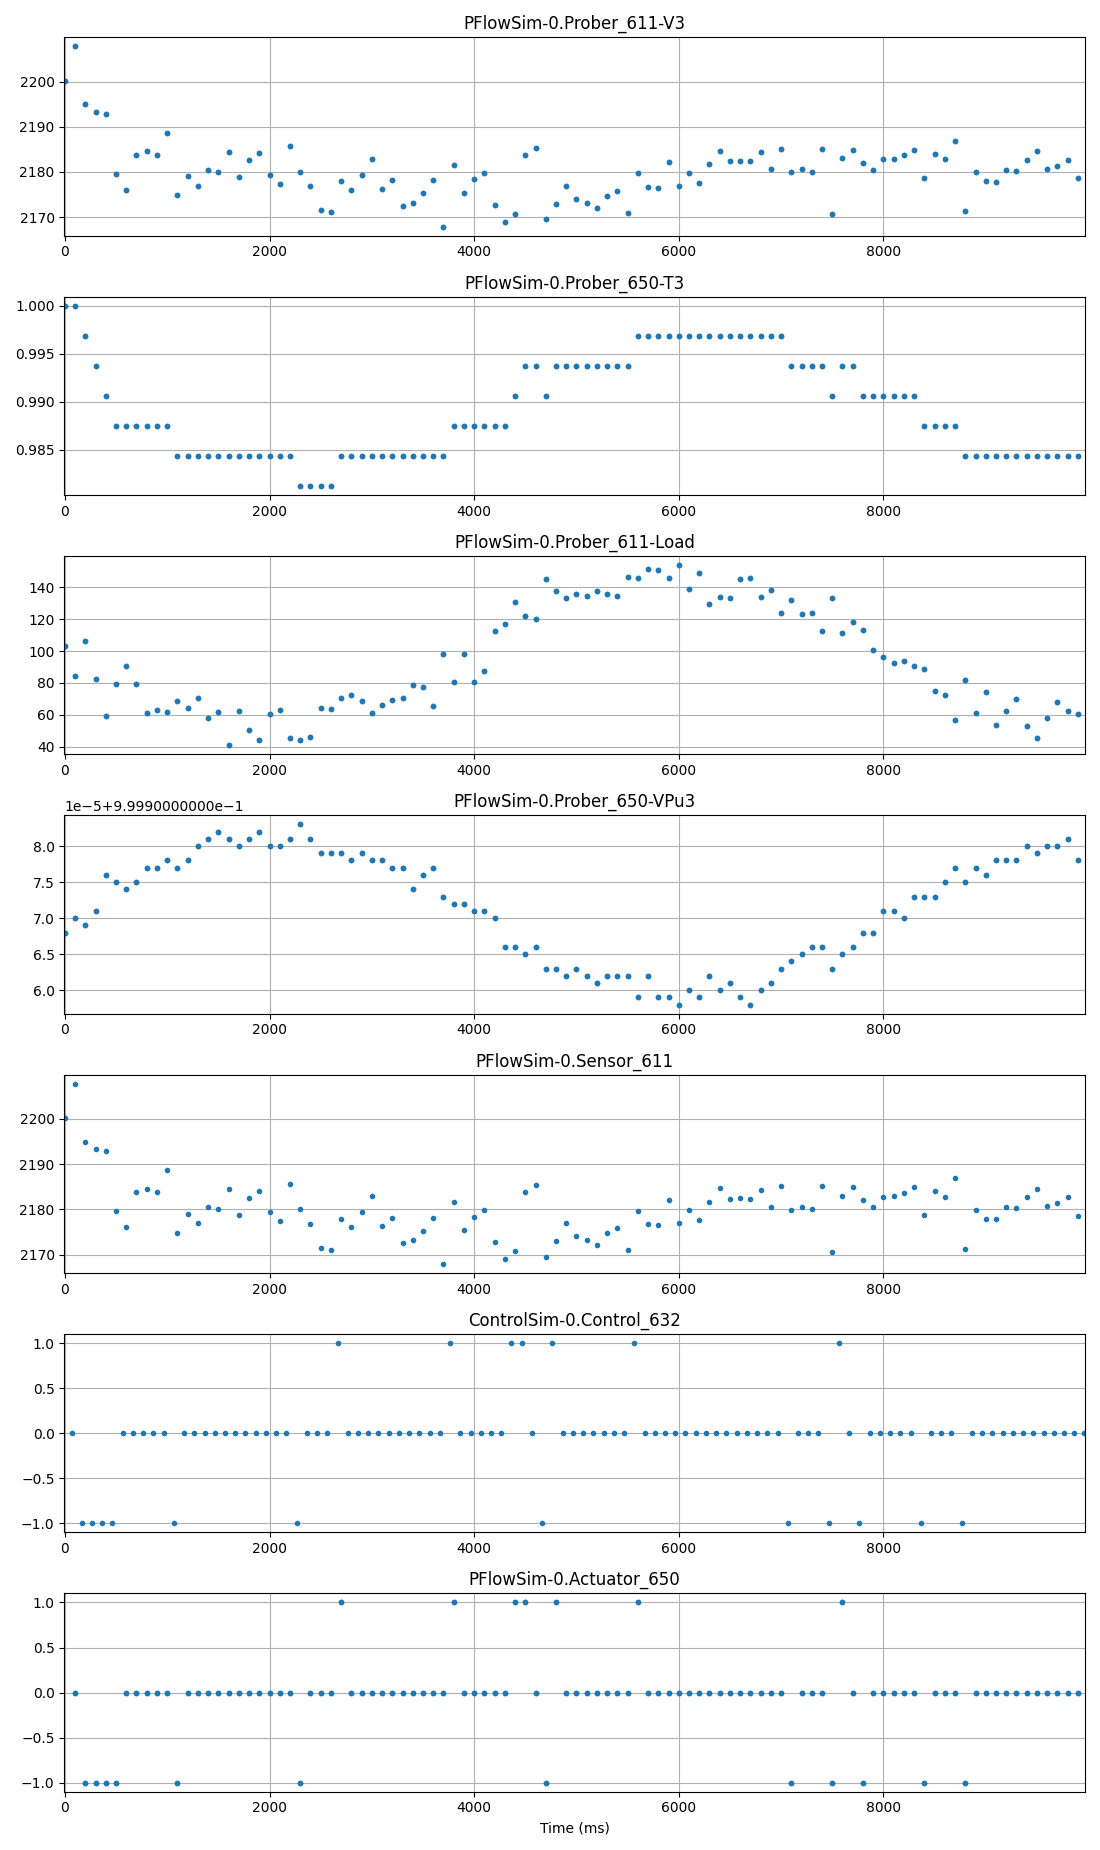 PFlowSim-0.Prober_611-V3
2200
2190
2180
2170
0 2000 4000 6000 8000
PFlowSim-0.Prober_650-T3
1.000
0.995
0.990
0.985
0 2000 4000 6000 8000
PFlowSim-0.Prober_611-Load
140
120
100
80
60
40
0 2000 4000 6000 8000
PFlowSim-0.Prober_650-VPu3
1e−5+9.9990000000e−1
8.0
7.5
7.0
6.5
6.0
0 2000 4000 6000 8000
PFlowSim-0.Sensor_611
2200
2190
2180
2170
0 2000 4000 6000 8000
ControlSim-0.Control_632
1.0
0.5
0.0
−0.5
−1.0
0 2000 4000 6000 8000
PFlowSim-0.Actuator_650
1.0
0.5
0.0
−0.5
−1.0
0 2000 4000 6000 8000
Time (ms)